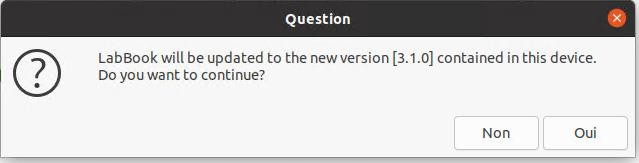 Question
LabBook will be updated to the new version [3.1.0] contained in this device.
Do you want to continue?
Non
Oui